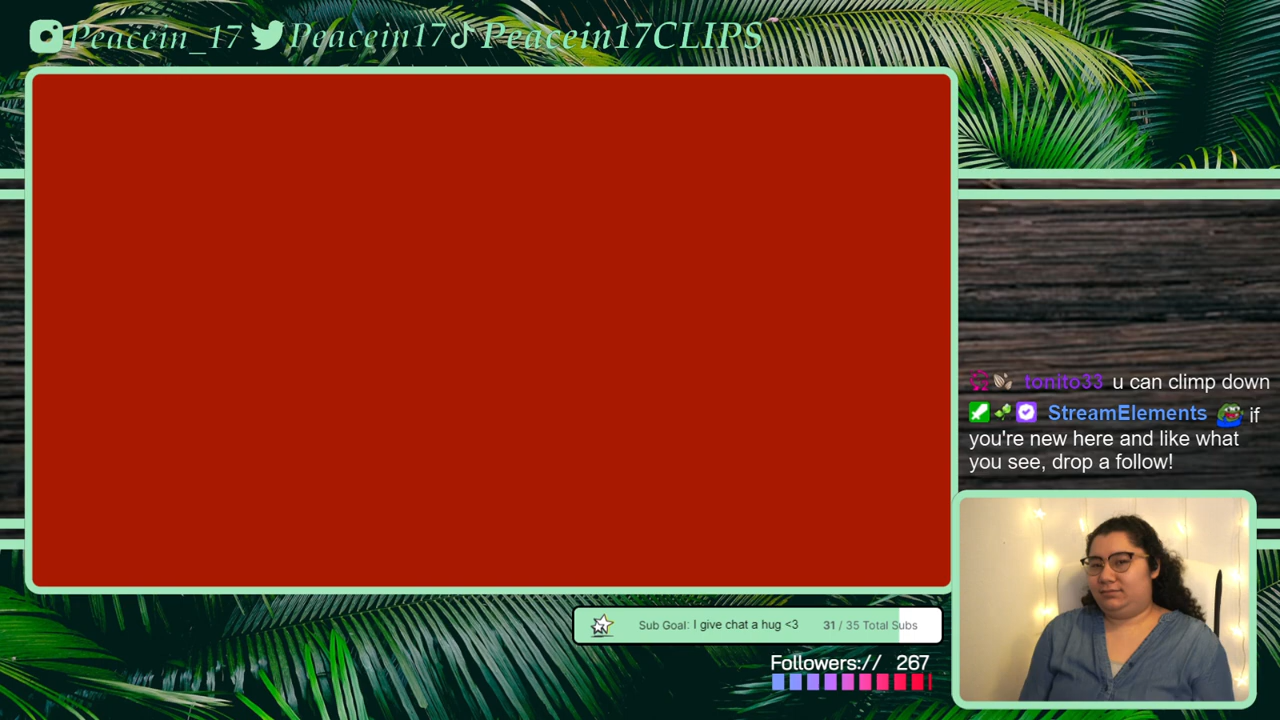 Peacein_17 Peacein17 Peacein17CLIPS
tonito33 u can climp down
StreamElements if
you're new here and like what
you see, drop a follow!
Sub Goal: I give chat a hug <3 31 / 35 Total Subs
Followers:// 267